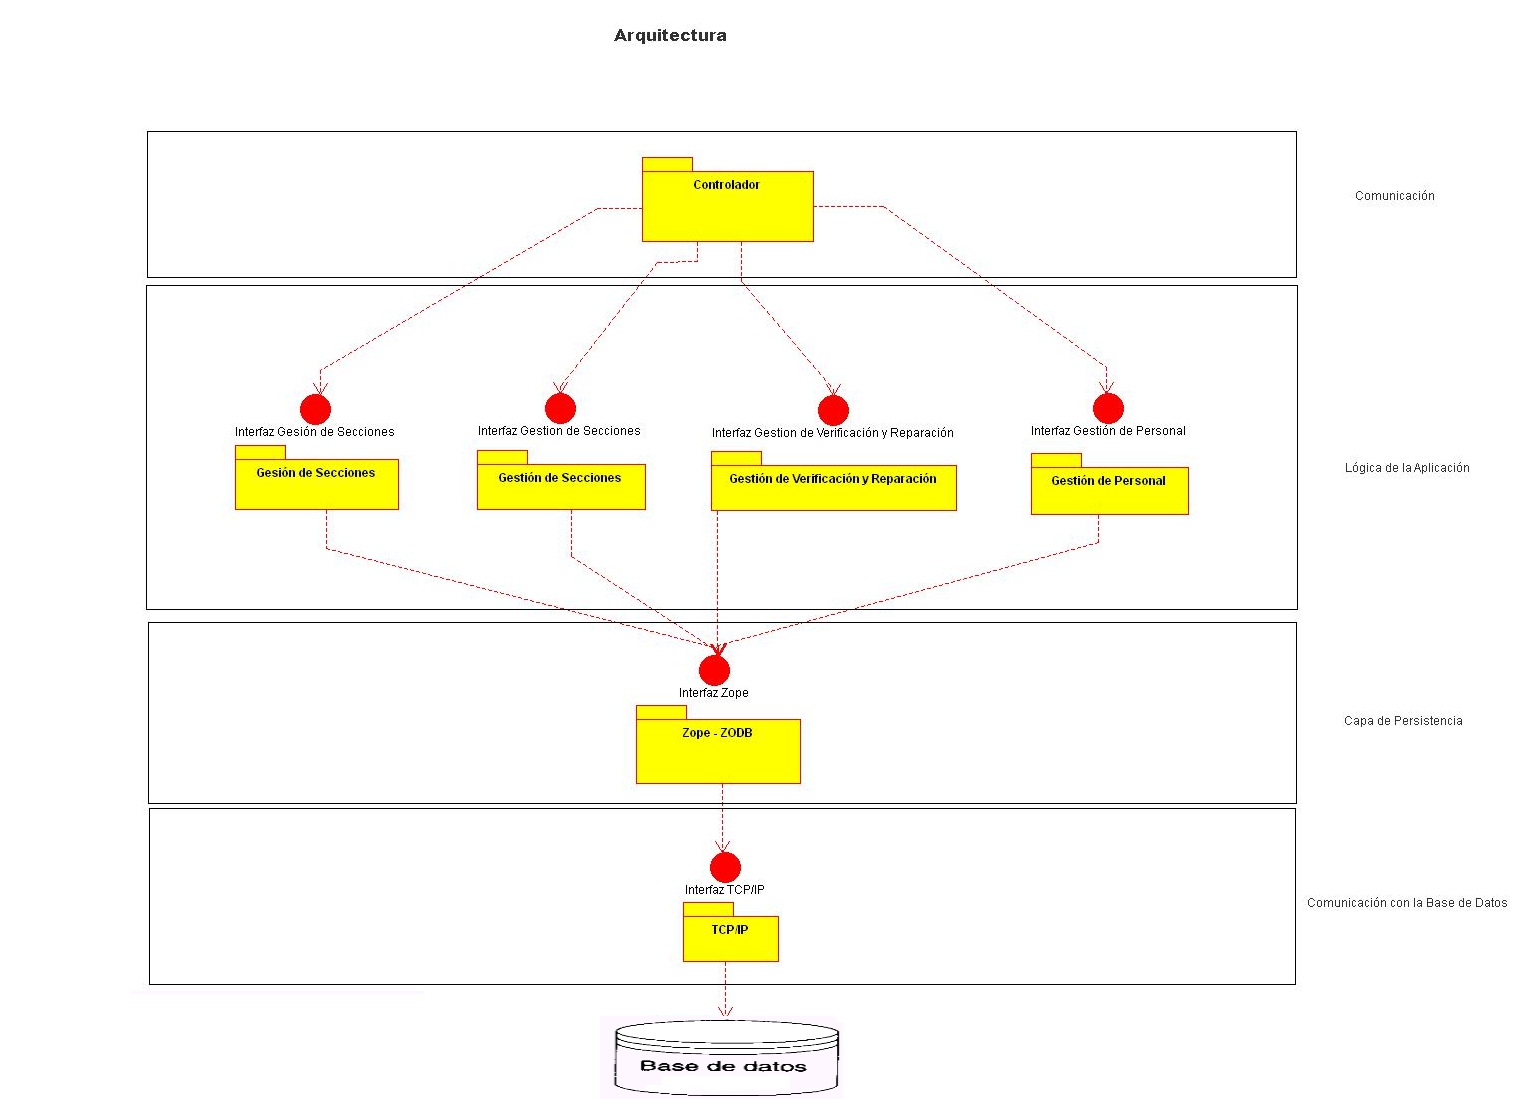 Arquitectura
Controlador
Comunicación
Interfaz Gesión de Secciones
Interfaz Gestion de Secciones
Interfaz Gestion de Verificación y Reparación
Interfaz Gestión de Personal
Gesión de Secciones
Gestión de Secciones
Gestión de Verificación y Reparación
Gestión de Personal
Lógica de la Aplicación
Interfaz Zope
Zope - ZODB
Capa de Persistencia
Interfaz TCP/IP
TCP/IP
Comunicación con la Base de Datos
Base de datos